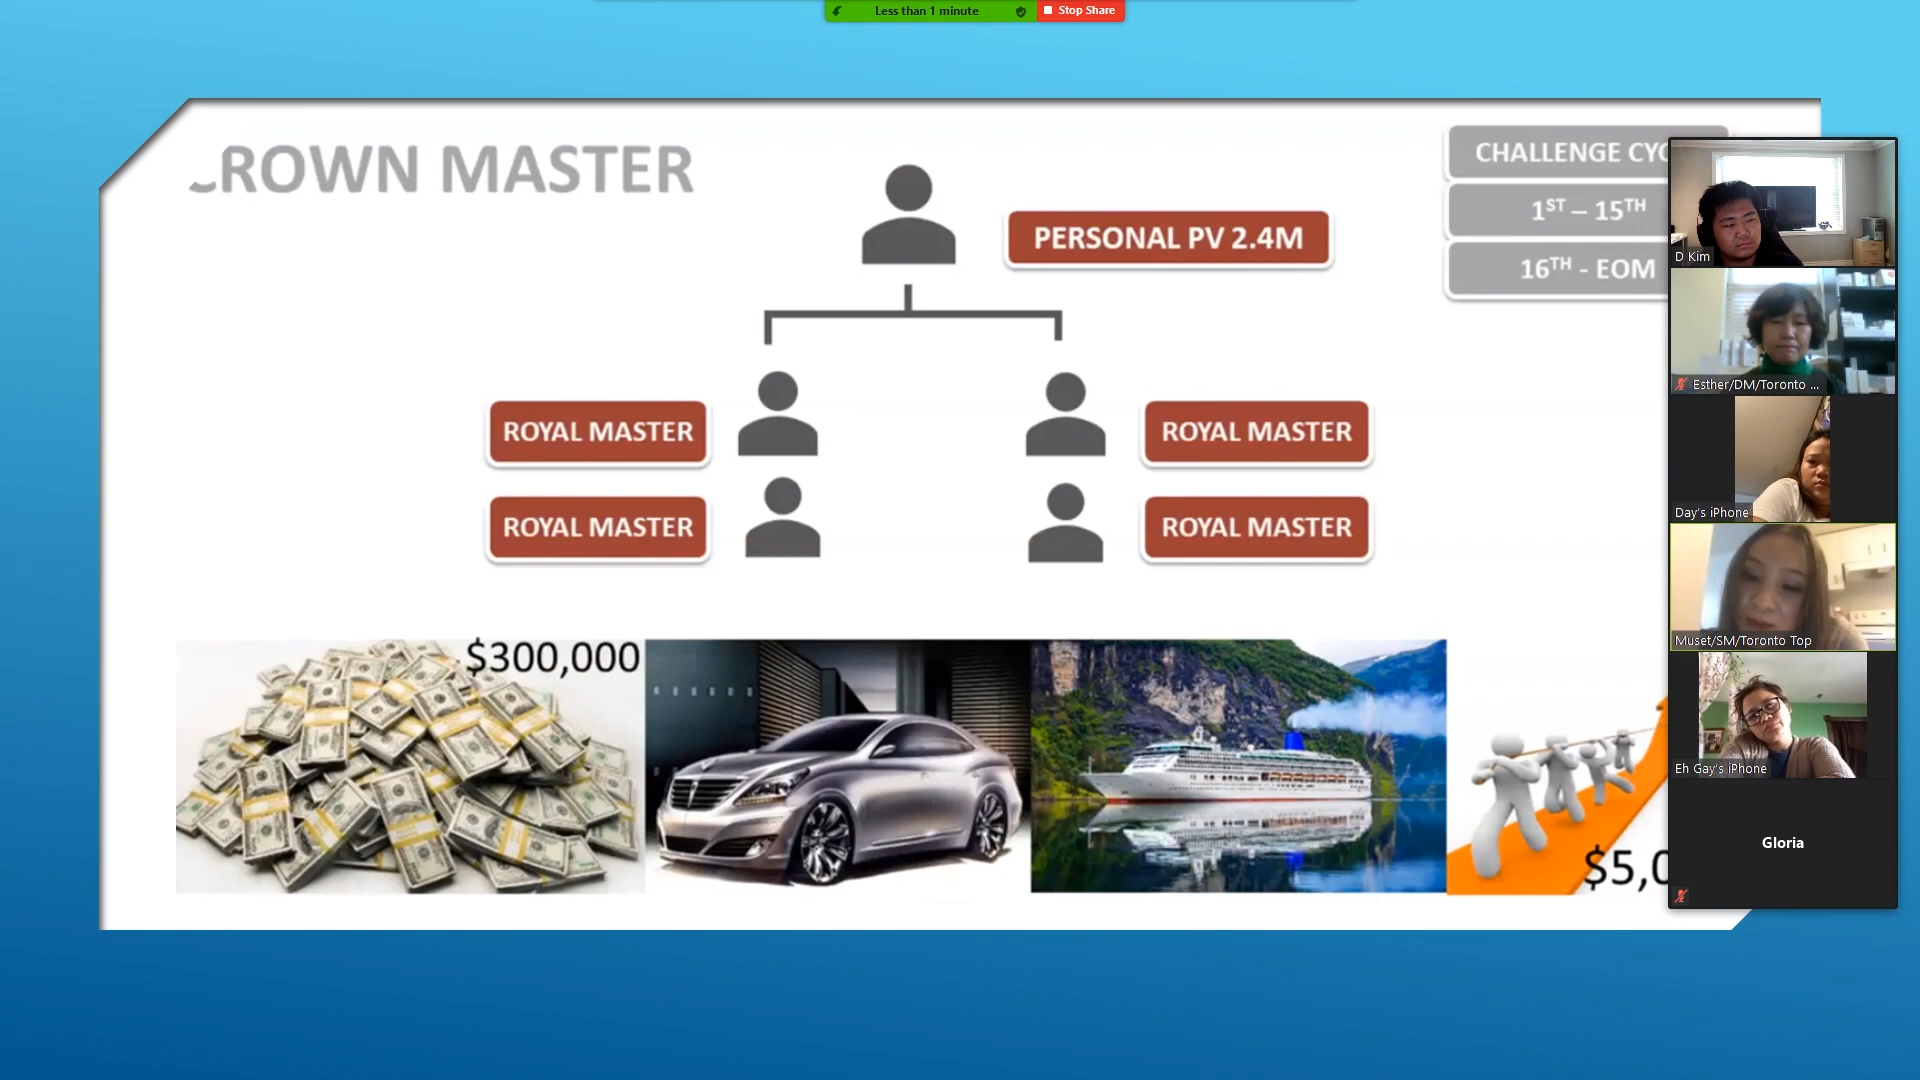 Less than 1 minute
Stop Share
ROWN MASTER
CHALLENGE CYC
1ST – 15TH
16TH - EOM
PERSONAL PV 2.4M
ROYAL MASTER
ROYAL MASTER
ROYAL MASTER
ROYAL MASTER
$300,000
$5,0
D Kim
Esther/DM/Toronto ...
Day's iPhone
Muset/SM/Toronto Top
Eh Gay's iPhone
Gloria